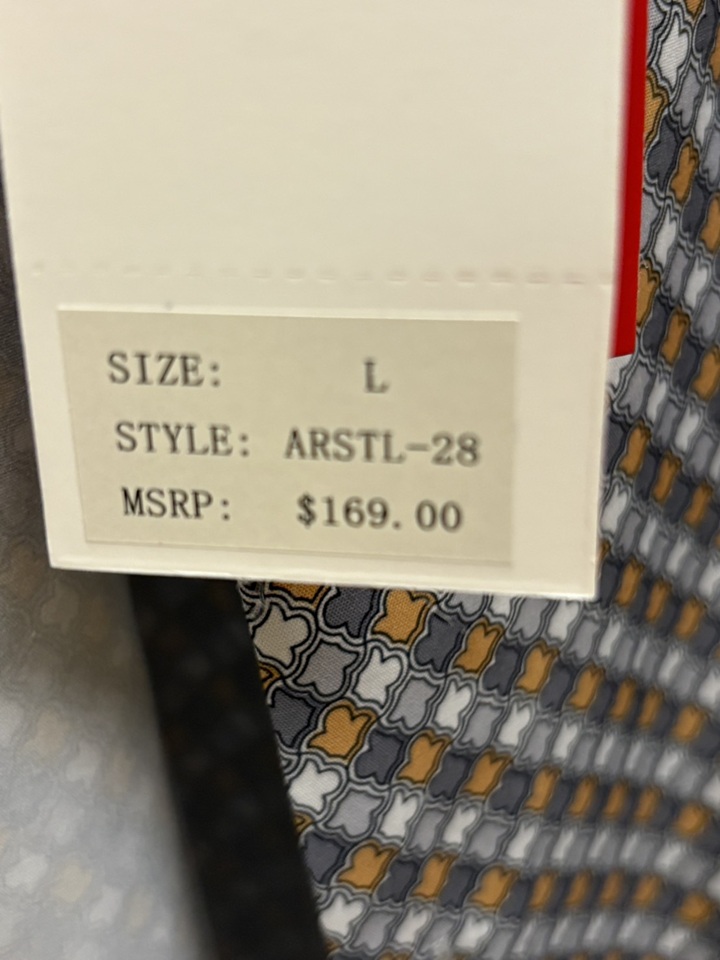 SIZE: L
STYLE: ARSTL-28
MSRP: $169.00